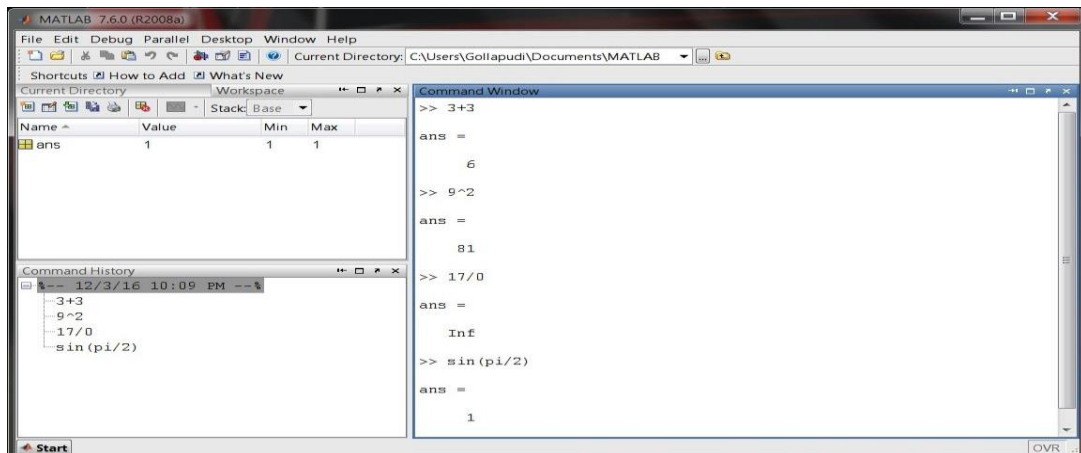 MATLAB 7.6.0 (R2008a)
File Edit Debug Parallel Desktop Window Help
Current Directory: C:\Users\Gollapudi\Documents\MATLAB
Shortcuts How to Add What's New
Current Directory Workspace
Stack: Base
Name Value Min Max
ans 1 1 1
Command History
%-- 12/3/16 10:09 PM --%
3+3
9^2
17/0
sin(pi/2)
Command Window
>> 3+3
ans =
6
>> 9^2
ans =
81
>> 17/0
ans =
Inf
>> sin(pi/2)
ans =
1
Start
OVR